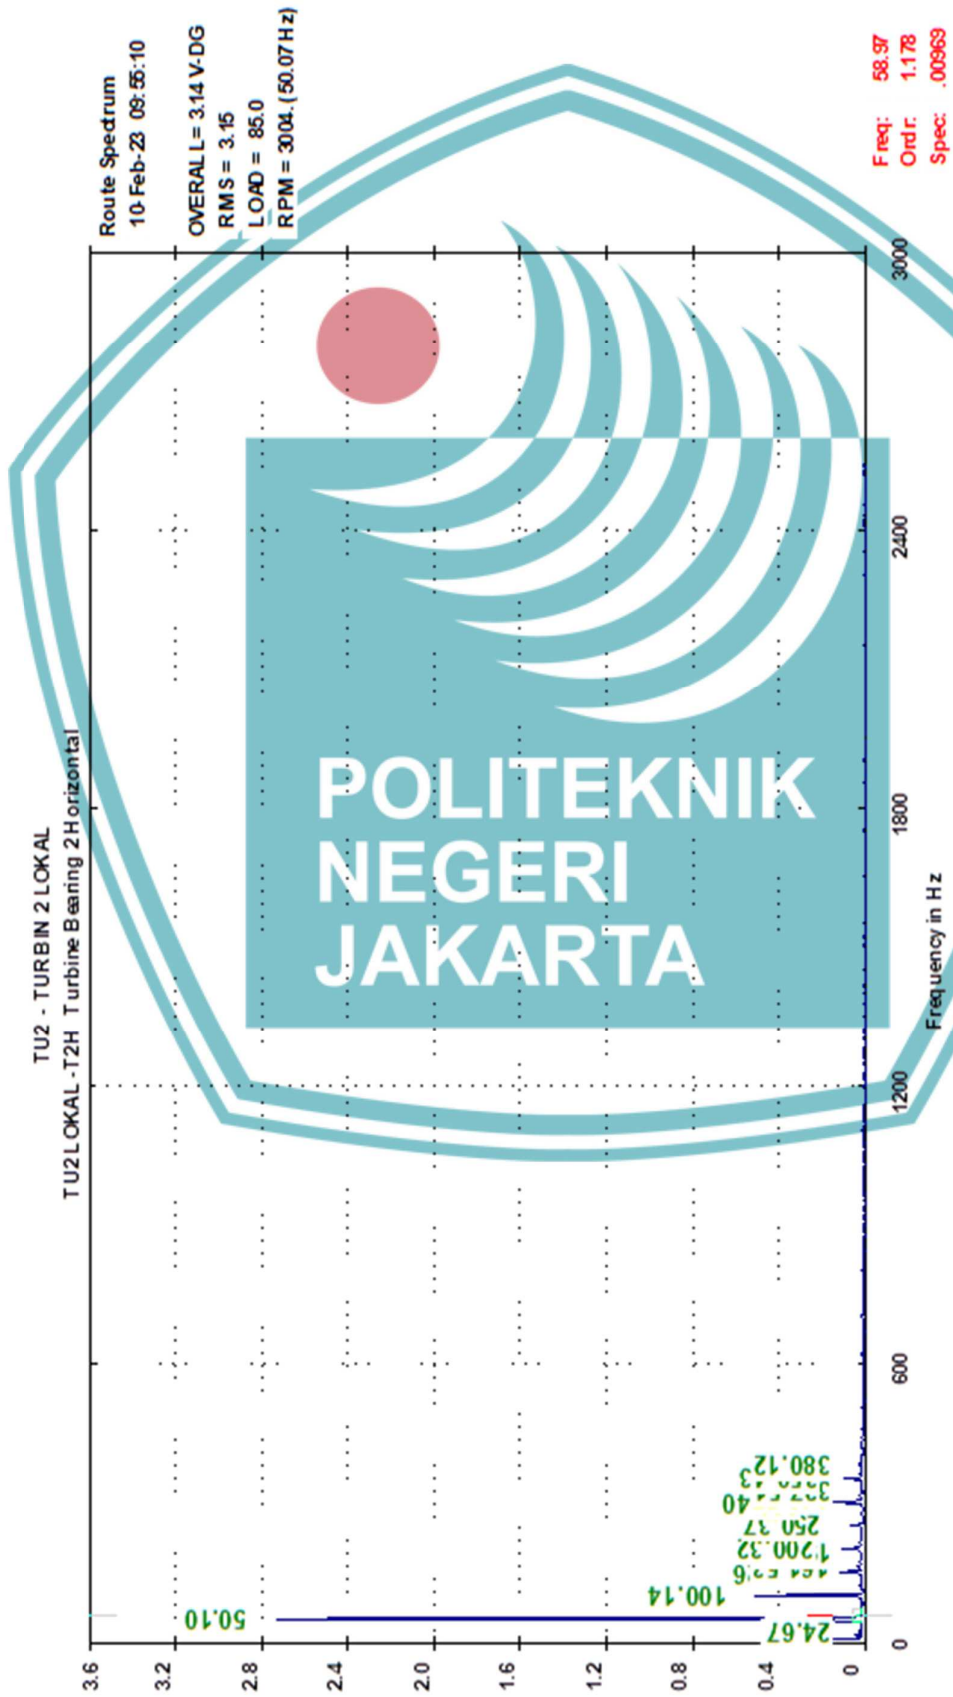 TU2 - TURBIN 2 LOKAL
TU2 LOKAL - T2H Turbine Bearing 2 Horizontal
Route Spectrum
10-Feb-23 09:55:10
OVERALL = 3.14 V-DG
RMS = 3.15
LOAD = 85.0
RPM = 3004. (50.07 Hz)
3.6
3.2
2.8
2.4
2.0
1.6
1.2
0.8
0.4
0
50.10
100.14
24.67
200.32
250.37
380.12
POLITEKNIK
NEGERI
JAKARTA
0
600
1200
1800
2400
3000
Frequency in Hz
Freq: 58.97
Ordr: 1.178
Spec: .00969